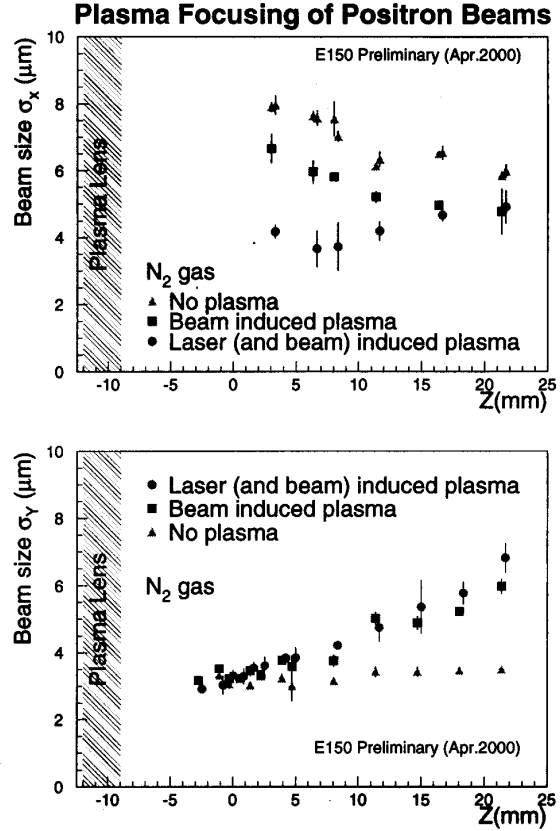 Plasma Focusing of Positron Beams
E150 Preliminary (Apr.2000)
Beam size σx (μm)
Plasma Lens
N2 gas
No plasma
Beam induced plasma
Laser (and beam) induced plasma
0
2
4
6
8
10
-10
-5
0
5
10
15
20
25
Z(mm)
Beam size σY (μm)
Plasma Lens
Laser (and beam) induced plasma
Beam induced plasma
No plasma
N2 gas
E150 Preliminary (Apr.2000)
0
2
4
6
8
10
-10
-5
0
5
10
15
20
25
Z(mm)